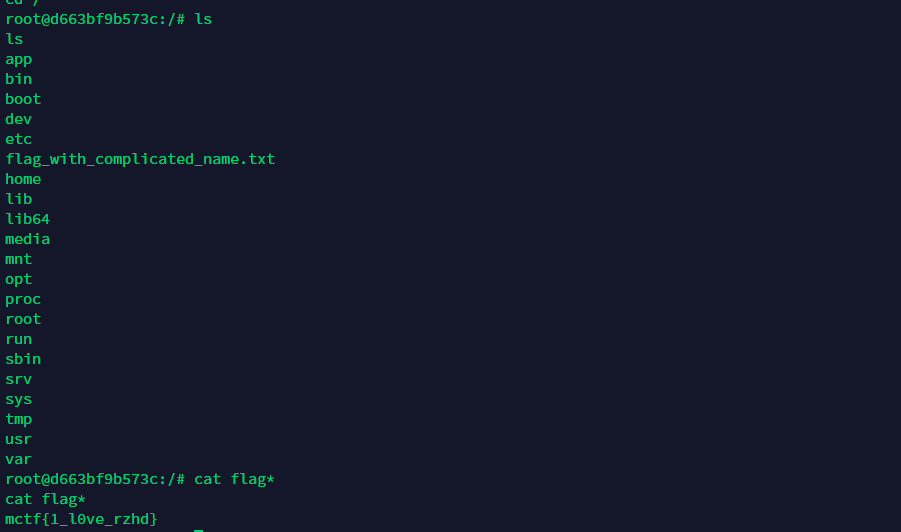 cd /
root@d663bf9b573c:/# ls
ls
app
bin
boot
dev
etc
flag_with_complicated_name.txt
home
lib
lib64
media
mnt
opt
proc
root
run
sbin
srv
sys
tmp
usr
var
root@d663bf9b573c:/# cat flag*
cat flag*
mctf{1_l0ve_rzhd}